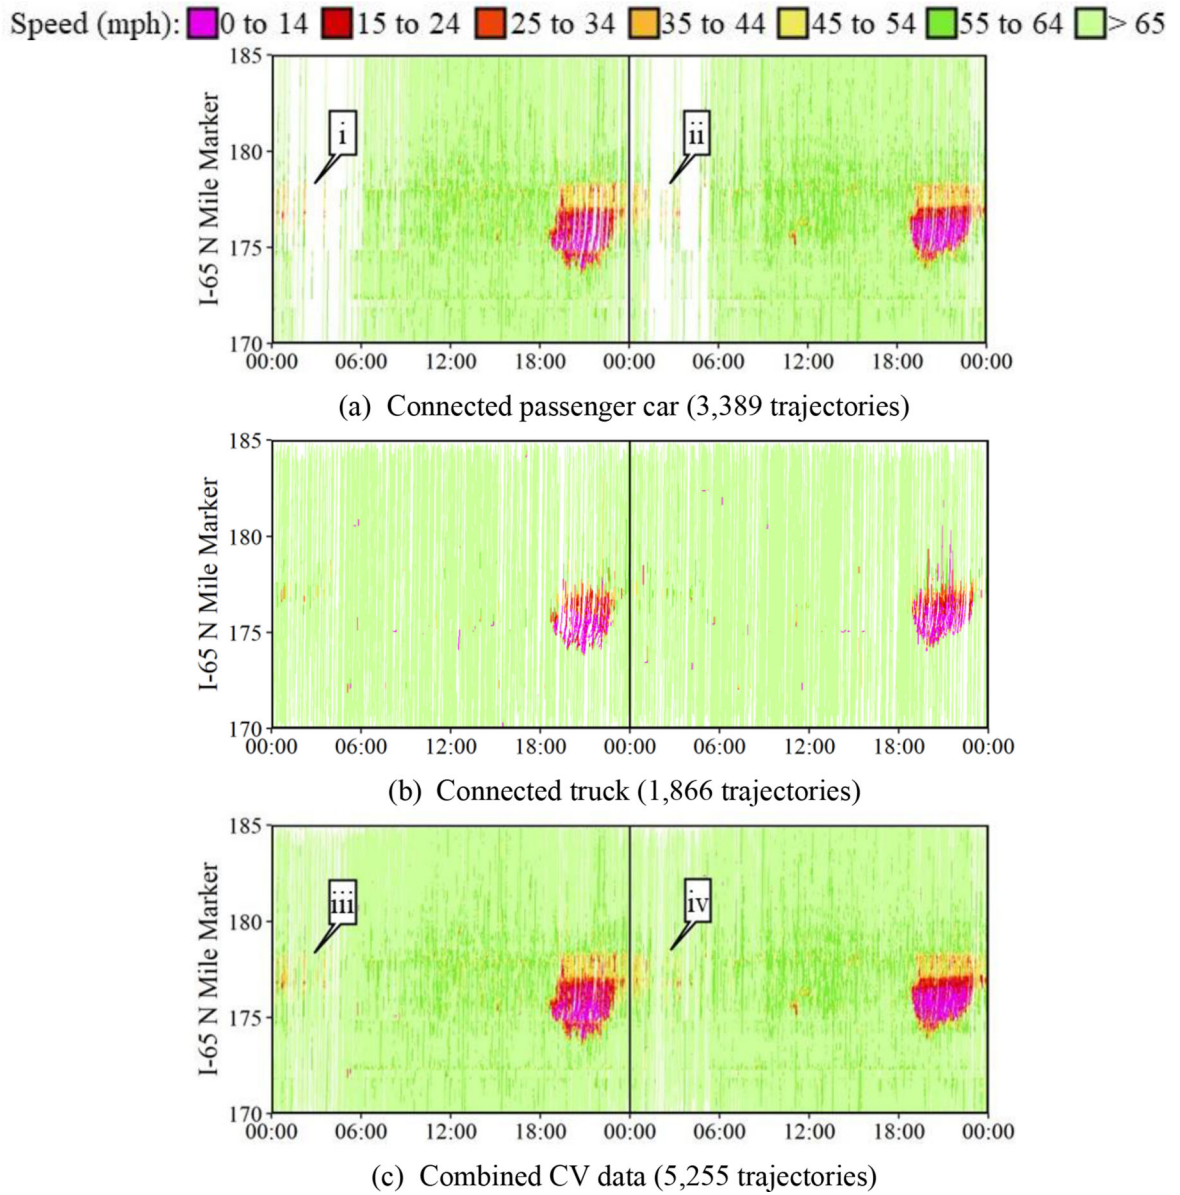 Speed (mph): 0 to 14 15 to 24 25 to 34 35 to 44 45 to 54 55 to 64 > 65
185
180
175
170
I-65 N Mile Marker
i
ii
00:00 06:00 12:00 18:00 00:00 06:00 12:00 18:00 00:00
(a) Connected passenger car (3,389 trajectories)
185
180
175
170
I-65 N Mile Marker
00:00 06:00 12:00 18:00 00:00 06:00 12:00 18:00 00:00
(b) Connected truck (1,866 trajectories)
185
180
175
170
I-65 N Mile Marker
iii
iv
00:00 06:00 12:00 18:00 00:00 06:00 12:00 18:00 00:00
(c) Combined CV data (5,255 trajectories)